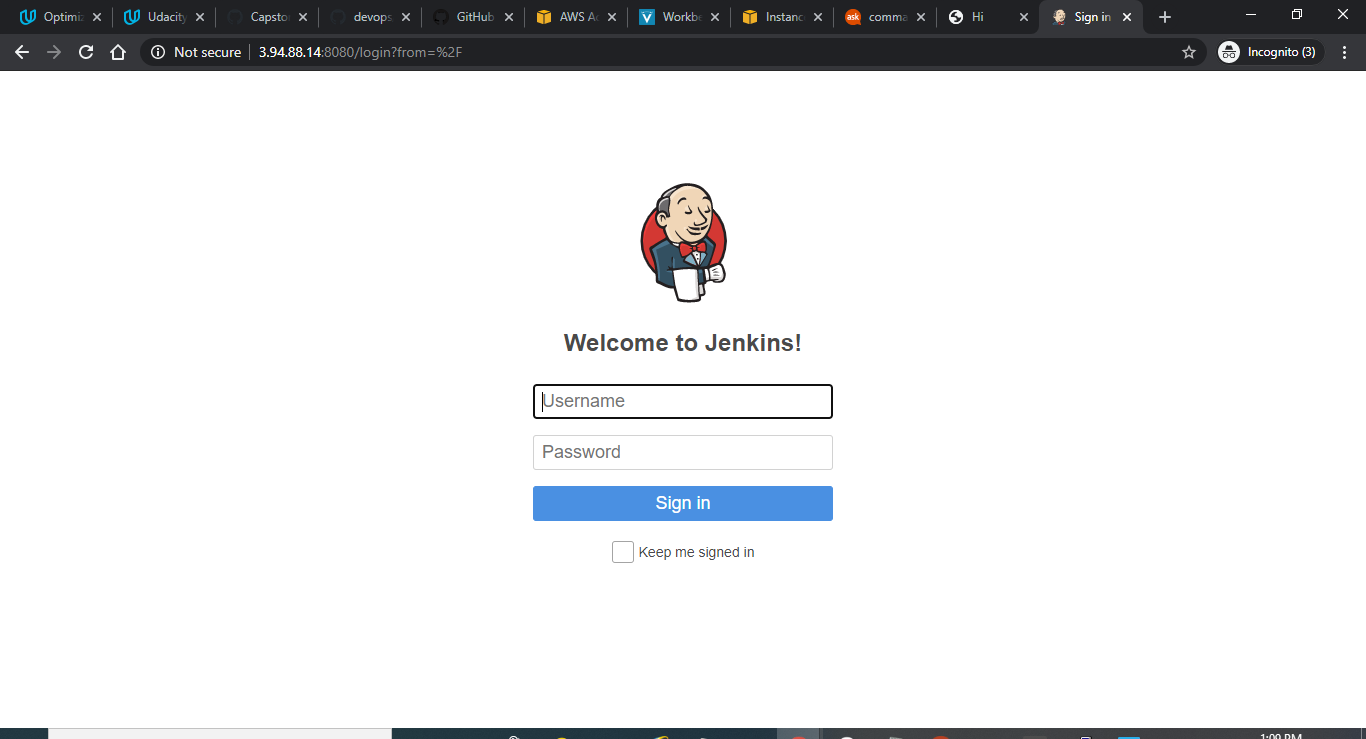 Optimiz
Udacity
Capsto
devops
GitHub
AWS A
Workbe
Instanc
ask
comma
Hi
Sign in
Not secure
3.94.88.14:8080/login?from=%2F
Incognito (3)
Welcome to Jenkins!
Username
Password
Sign in
Keep me signed in
1:09 PM